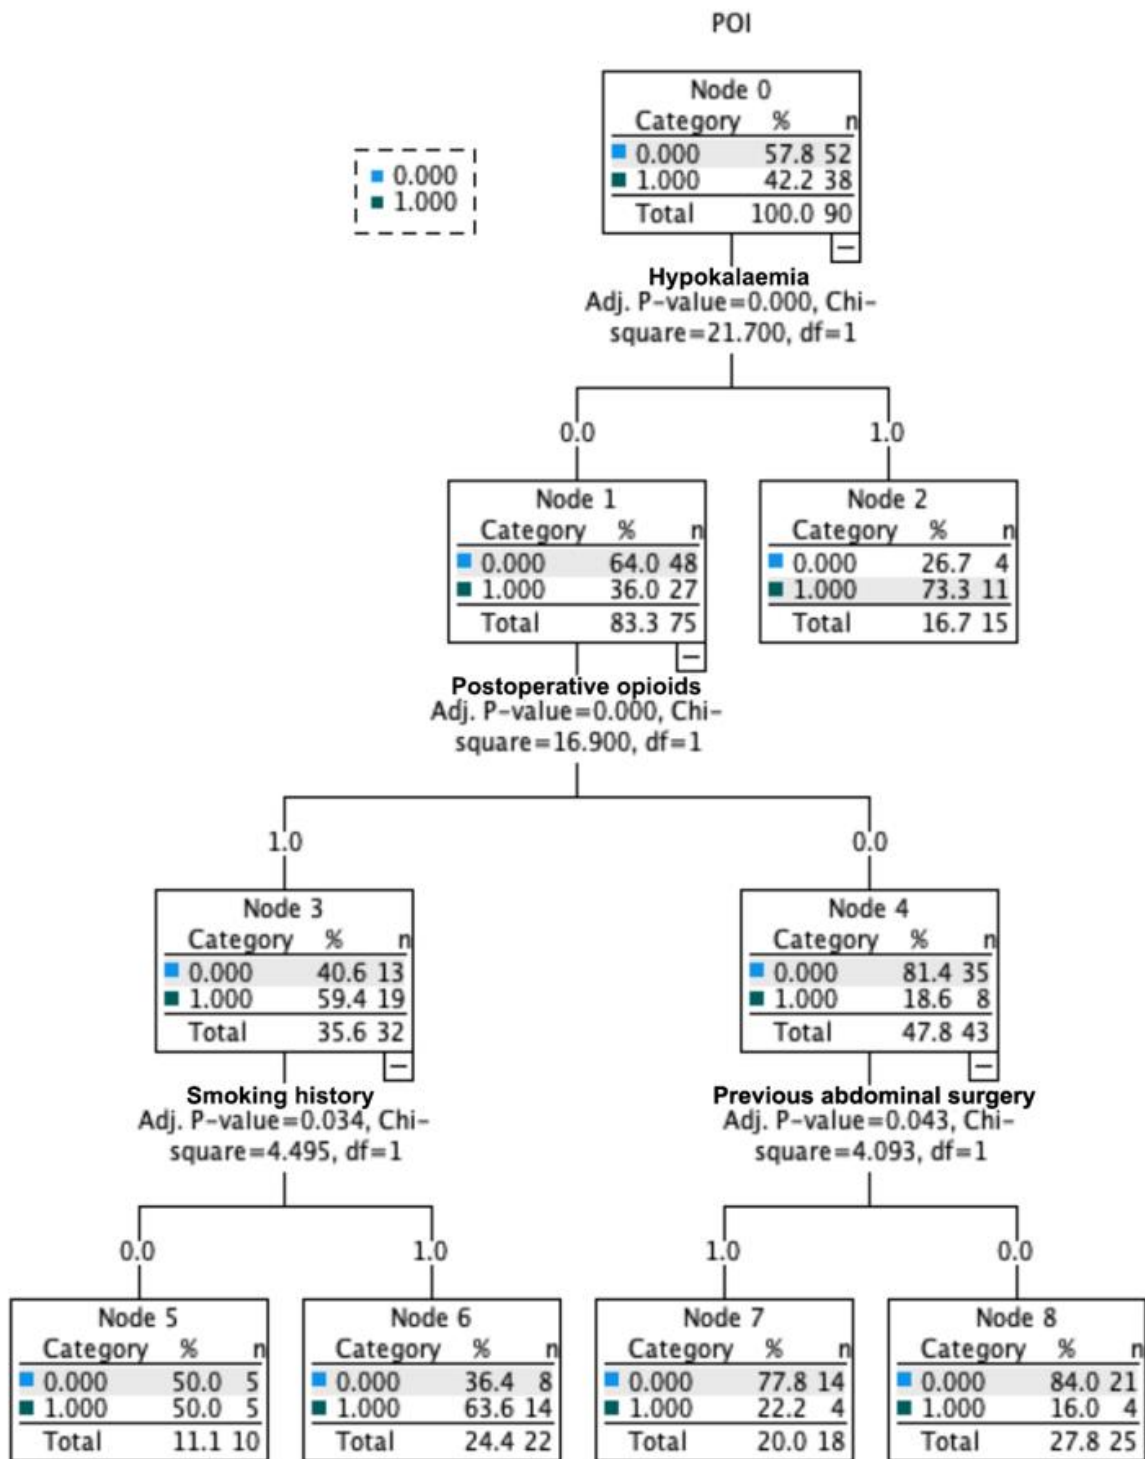 POI
0.000
1.000
Node 0
Category % n
0.000 57.8 52
1.000 42.2 38
Total 100.0 90
Hypokalaemia
Adj. P-value=0.000, Chi-
square=21.700, df=1
0.0
1.0
Node 1
Category % n
0.000 64.0 48
1.000 36.0 27
Total 83.3 75
Node 2
Category % n
0.000 26.7 4
1.000 73.3 11
Total 16.7 15
Postoperative opioids
Adj. P-value=0.000, Chi-
square=16.900, df=1
1.0
0.0
Node 3
Category % n
0.000 40.6 13
1.000 59.4 19
Total 35.6 32
Node 4
Category % n
0.000 81.4 35
1.000 18.6 8
Total 47.8 43
Smoking history
Adj. P-value=0.034, Chi-
square=4.495, df=1
Previous abdominal surgery
Adj. P-value=0.043, Chi-
square=4.093, df=1
0.0
1.0
1.0
0.0
Node 5
Category % n
0.000 50.0 5
1.000 50.0 5
Total 11.1 10
Node 6
Category % n
0.000 36.4 8
1.000 63.6 14
Total 24.4 22
Node 7
Category % n
0.000 77.8 14
1.000 22.2 4
Total 20.0 18
Node 8
Category % n
0.000 84.0 21
1.000 16.0 4
Total 27.8 25